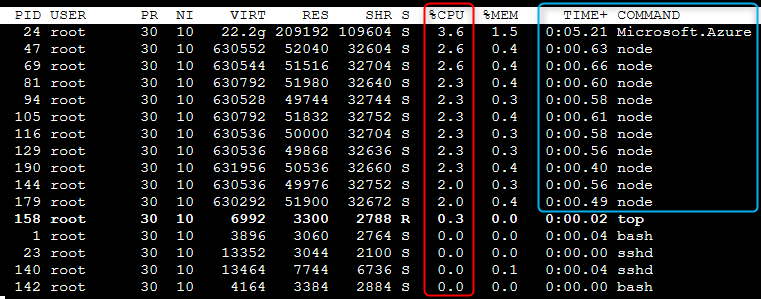 PID USER PR NI VIRT RES SHR S %CPU %MEM TIME+ COMMAND
24 root 30 10 22.2g 209192 109604 S 3.6 1.5 0:05.21 Microsoft.Azure
47 root 30 10 630552 52040 32604 S 2.6 0.4 0:00.63 node
69 root 30 10 630544 51516 32704 S 2.6 0.4 0:00.66 node
81 root 30 10 630792 51980 32640 S 2.3 0.4 0:00.60 node
94 root 30 10 630528 49744 32744 S 2.3 0.3 0:00.58 node
105 root 30 10 630792 51832 32752 S 2.3 0.4 0:00.61 node
116 root 30 10 630536 50000 32704 S 2.3 0.3 0:00.58 node
129 root 30 10 630536 49868 32636 S 2.3 0.3 0:00.56 node
190 root 30 10 631956 50536 32660 S 2.3 0.4 0:00.40 node
144 root 30 10 630536 49976 32752 S 2.0 0.3 0:00.56 node
179 root 30 10 630292 51900 32672 S 2.0 0.4 0:00.49 node
158 root 30 10 6992 3300 2788 R 0.3 0.0 0:00.02 top
1 root 30 10 3896 3060 2764 S 0.0 0.0 0:00.04 bash
23 root 30 10 13352 3044 2100 S 0.0 0.0 0:00.00 sshd
140 root 30 10 13464 7744 6736 S 0.0 0.1 0:00.04 sshd
142 root 30 10 4164 3384 2884 S 0.0 0.0 0:00.00 bash